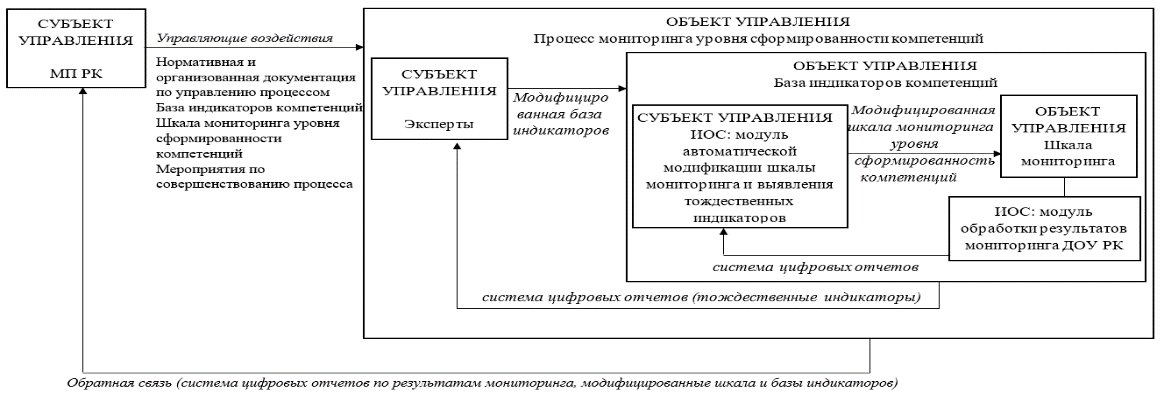 СУБЪЕКТ
УПРАВЛЕНИЯ
МП РК
Управляющие воздействия
Нормативная и
организованная документация
по управлению процессом
База индикаторов компетенций
Шкала мониторинга уровня
сформированности
компетенций
Мероприятия по
совершенствованию процесса
ОБЪЕКТ УПРАВЛЕНИЯ
Процесс мониторинга уровня сформированности компетенций
СУБЪЕКТ
УПРАВЛЕНИЯ
Эксперты
Модифициро
ванная база
индикаторов
ОБЪЕКТ УПРАВЛЕНИЯ
База индикаторов компетенций
СУБЪЕКТ УПРАВЛЕНИЯ
ИОС: модуль
автоматической
модификации шкалы
мониторинга и выявления
тождественных
индикаторов
Модифицированная
шкала мониторинга
уровня
сформированность
компетенций
ОБЪЕКТ
УПРАВЛЕНИЯ
Шкала
мониторинга
ИОС: модуль
обработки результатов
мониторинга ДОУ РК
система цифровых отчетов
система цифровых отчетов (тождественные индикаторы)
Обратная связь (система цифровых отчетов по результатам мониторинга, модифицированные шкала и базы индикаторов)